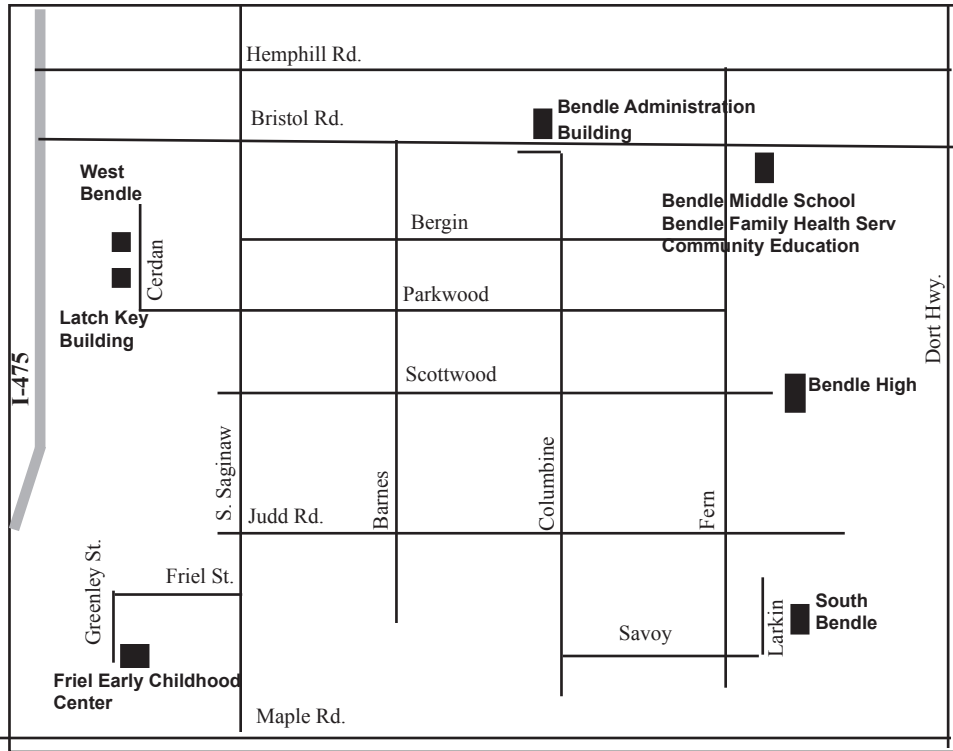 Hemphill Rd.
Bendle Administration
Building
Bristol Rd.
West
Bendle
Bendle Middle School
Bendle Family Health Serv
Community Education
Bergin
Cerdan
Parkwood
Latch Key
Building
Dort Hwy.
I-475
Scottwood
Bendle High
S. Saginaw
Barnes
Columbine
Fern
Judd Rd.
Greenley St.
Friel St.
South
Bendle
Larkin
Savoy
Friel Early Childhood
Center
Maple Rd.